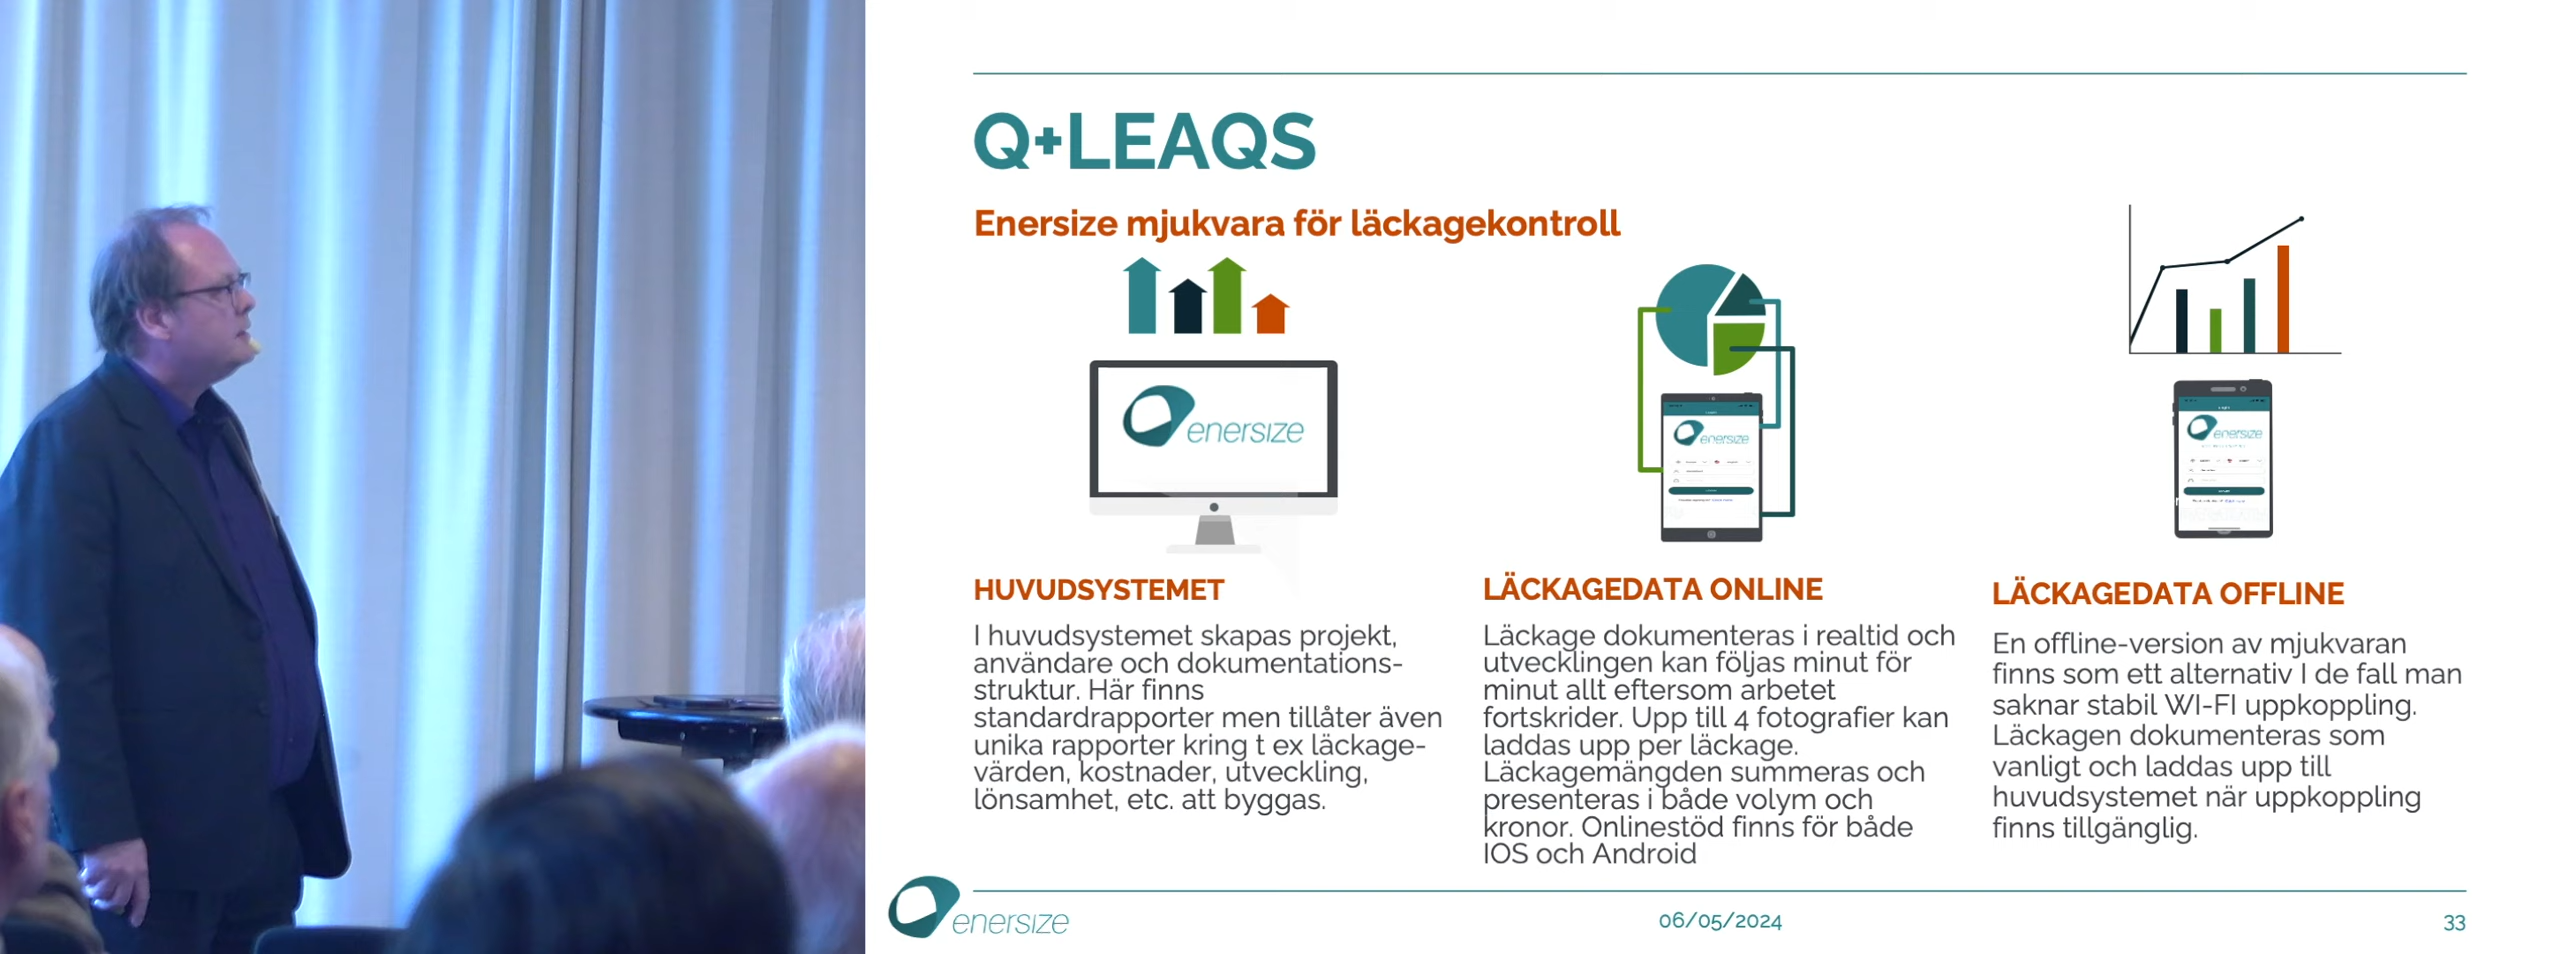 Q+LEAQS
Enersize mjukvara för läckagekontroll
enersize
enersize
enersize
HUVUDSYSTEMET
I huvudsystemet skapas projekt,
användare och dokumentations-
struktur. Här finns
standardrapporter men tillåter även
unika rapporter kring t ex läckage-
värden, kostnader, utveckling,
lönsamhet, etc. att byggas.
LÄCKAGEDATA ONLINE
Läckage dokumenteras i realtid och
utvecklingen kan följas minut för
minut allt eftersom arbetet
fortskrider. Upp till 4 fotografier kan
laddas upp per läckage.
Läckagemängden summeras och
presenteras i både volym och
kronor. Onlinestöd finns för både
IOS och Android
LÄCKAGEDATA OFFLINE
En offline-version av mjukvaran
finns som ett alternativ I de fall man
saknar stabil WI-FI uppkoppling.
Läckagen dokumenteras som
vanligt och laddas upp till
huvudsystemet när uppkoppling
finns tillgänglig.
enersize
06/05/2024
33